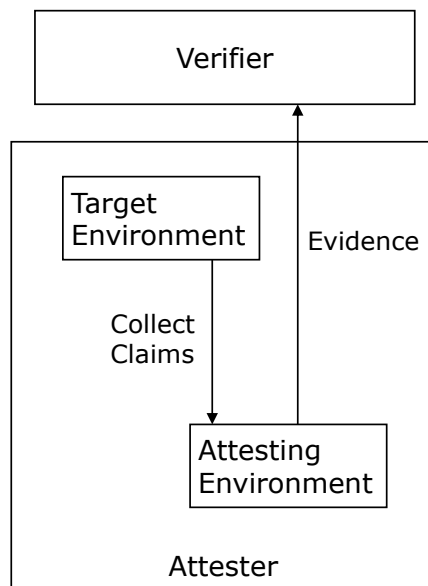 Verifier
Target
Environment
Evidence
Collect
Claims
Attesting
Environment
Attester